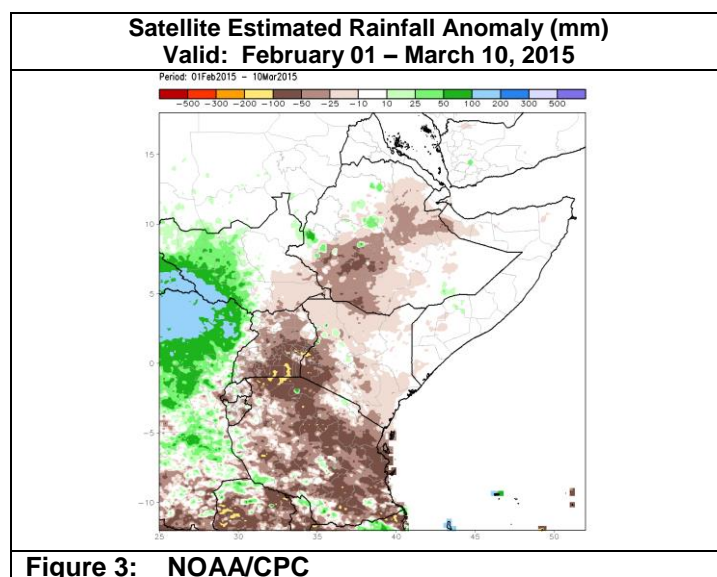 Satellite Estimated Rainfall Anomaly (mm)
Valid: February 01 – March 10, 2015
Period: 01Feb2015 – 10Mar2015
−500 −300 −200 −100 −50 −25 −10 10 25 50 100 200 300 500
15
10
5
0
−5
−10
25 30 35 40 45 50
Figure 3: NOAA/CPC